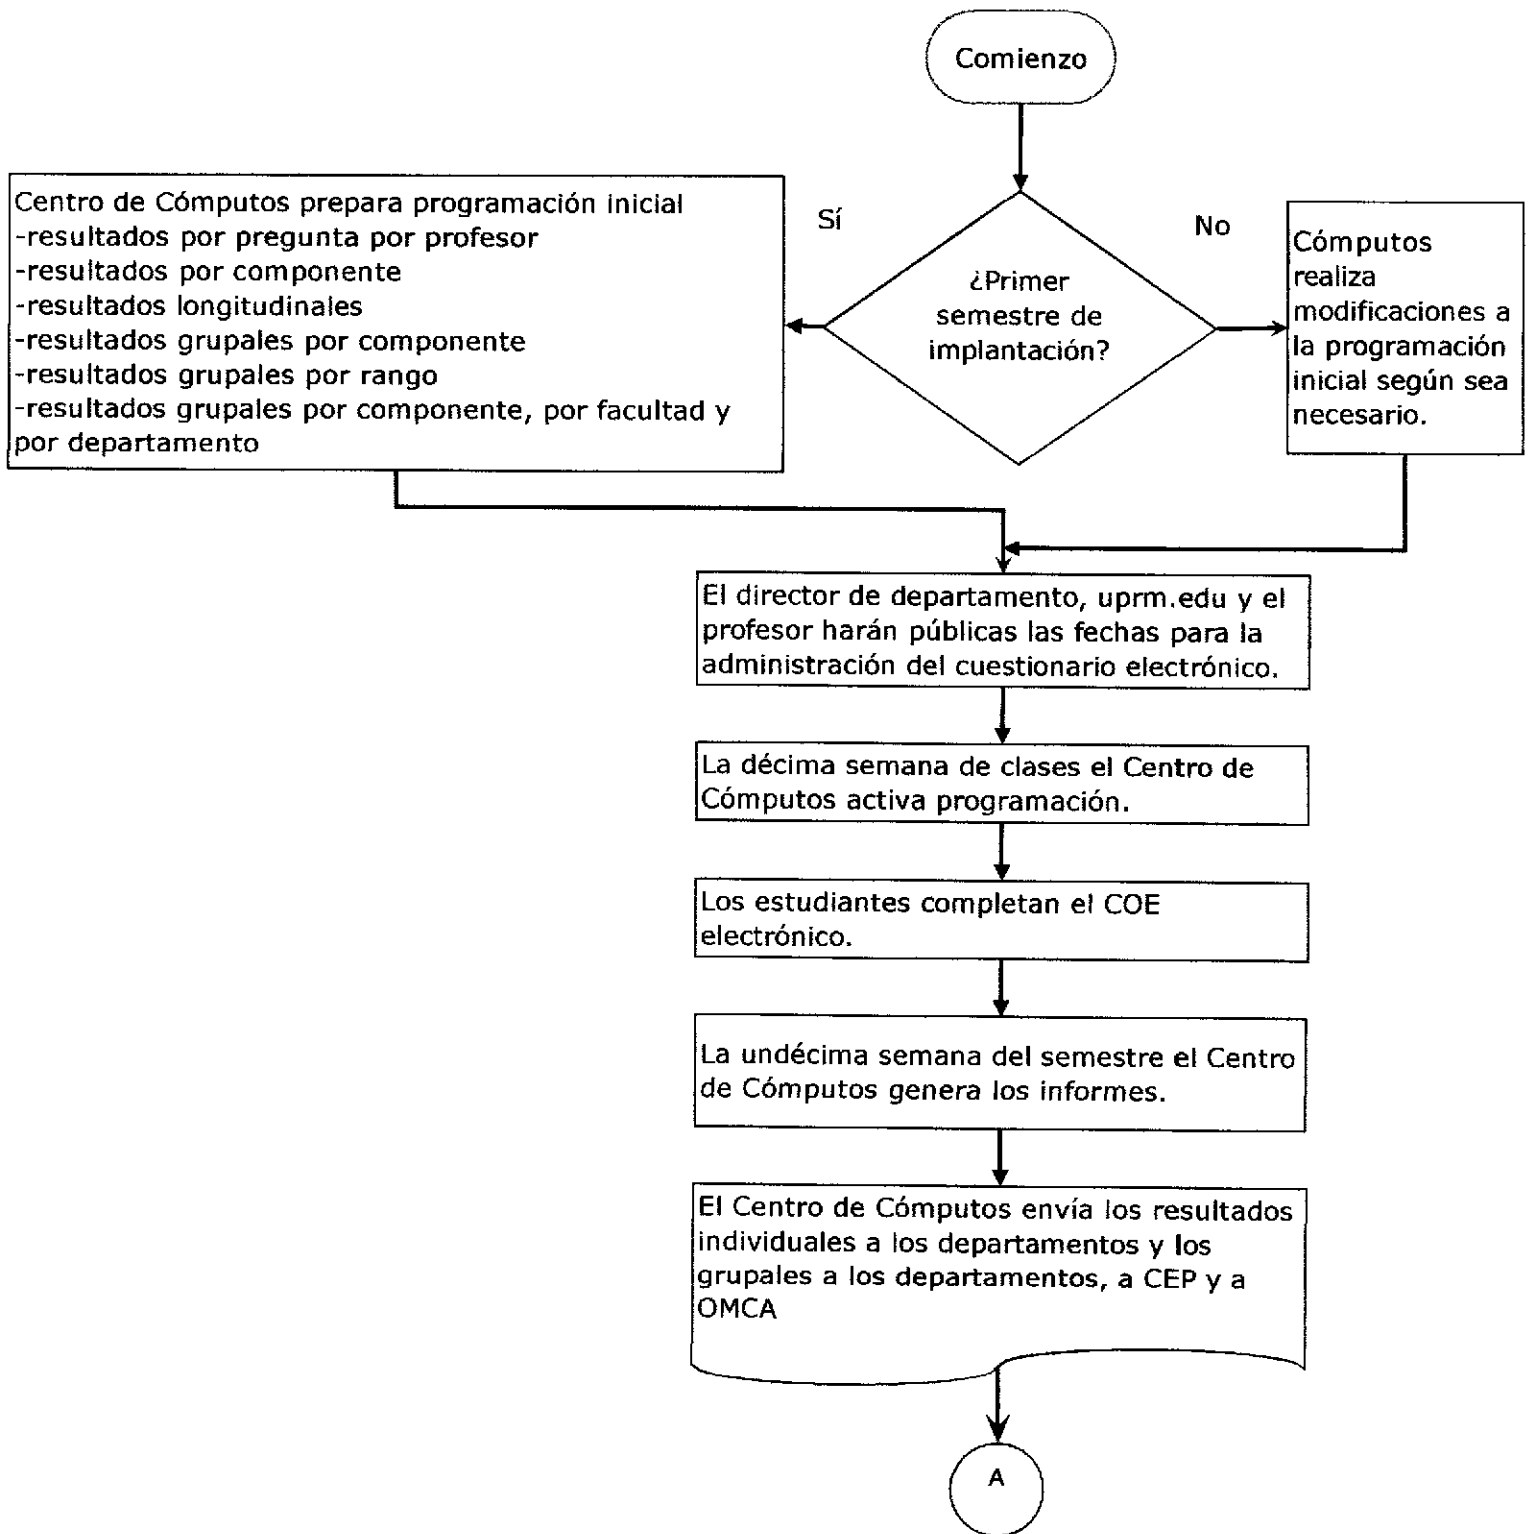 Comienzo
Sí
No
¿Primer
semestre de
implantación?
Centro de Cómputos prepara programación inicial
-resultados por pregunta por profesor
-resultados por componente
-resultados longitudinales
-resultados grupales por componente
-resultados grupales por rango
-resultados grupales por componente, por facultad y
por departamento
Cómputos
realiza
modificaciones a
la programación
inicial según sea
necesario.
El director de departamento, uprm.edu y el
profesor harán públicas las fechas para la
administración del cuestionario electrónico.
La décima semana de clases el Centro de
Cómputos activa programación.
Los estudiantes completan el COE
electrónico.
La undécima semana del semestre el Centro
de Cómputos genera los informes.
El Centro de Cómputos envía los resultados
individuales a los departamentos y los
grupales a los departamentos, a CEP y a
OMCA
A